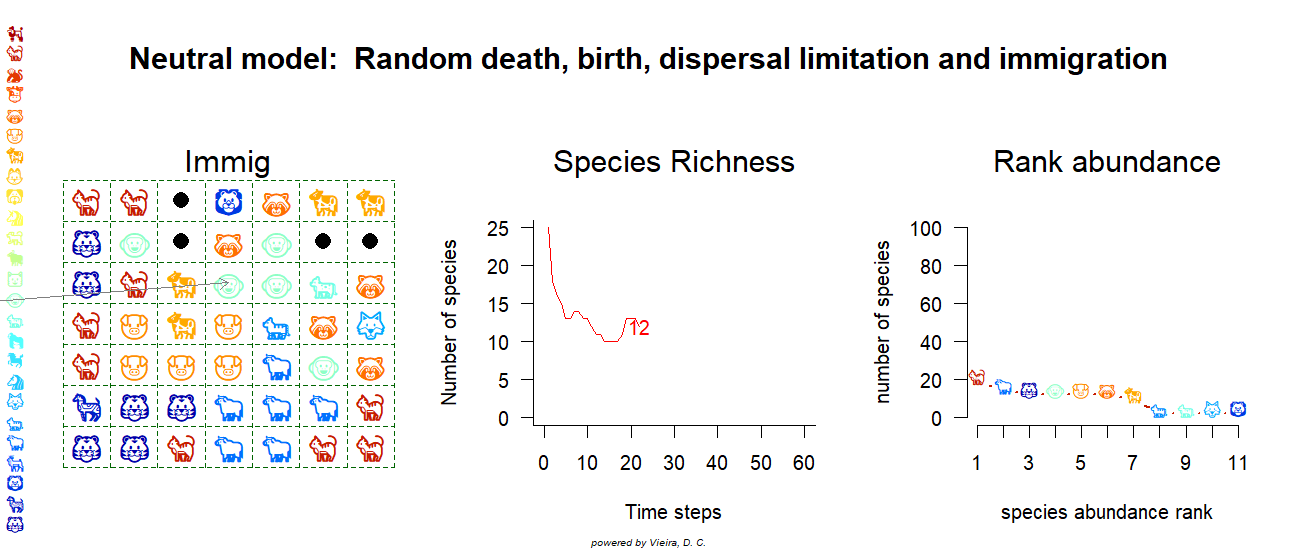 Neutral model:  Random death, birth, dispersal limitation and immigration
Immig
Species Richness
Number of species
25
20
15
10
5
0
12
0 10 20 30 40 50 60
Time steps
Rank abundance
number of species
100
80
60
40
20
0
1 3 5 7 9 11
species abundance rank
powered by Vieira, D. C.